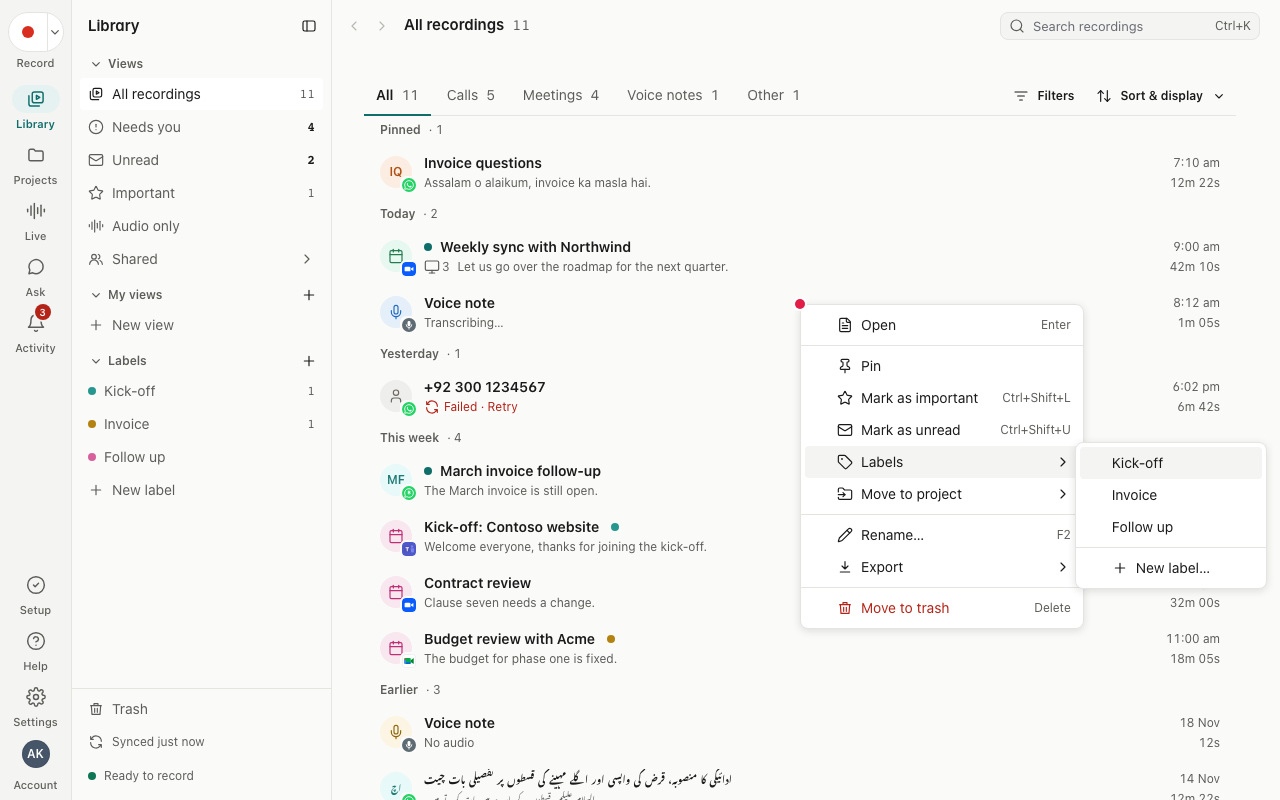 Record
Library
Projects
Live
Ask
3
Activity
Setup
Help
Settings
AK
Account
Library
Views
All recordings 11
Needs you 4
Unread 2
Important 1
Audio only
Shared
My views
New view
Labels
Kick-off 1
Invoice 1
Follow up
New label
Trash
Synced just now
Ready to record
All recordings 11
Search recordings Ctrl+K
All 11 Calls 5 Meetings 4 Voice notes 1 Other 1
Filters Sort & display
Pinned · 1
IQ Invoice questions 7:10 am
Assalam o alaikum, invoice ka masla hai. 12m 22s
Today · 2
Weekly sync with Northwind 9:00 am
3 Let us go over the roadmap for the next quarter. 42m 10s
Voice note 8:12 am
Transcribing... 1m 05s
Yesterday · 1
+92 300 1234567 6:02 pm
Failed · Retry 6m 42s
This week · 4
MF March invoice follow-up
The March invoice is still open.
Kick-off: Contoso website
Welcome everyone, thanks for joining the kick-off.
Contract review
Clause seven needs a change. 32m 00s
Budget review with Acme 11:00 am
The budget for phase one is fixed. 18m 05s
Earlier · 3
Voice note 18 Nov
No audio 12s
ادائیگی کا منصوبہ، قرض کی واپسی اور اگلے مہینے کی قسطوں پر تفصیلی بات چیت 14 Nov
12m 22s
Open Enter
Pin
Mark as important Ctrl+Shift+L
Mark as unread Ctrl+Shift+U
Labels
Move to project
Rename... F2
Export
Move to trash Delete
Kick-off
Invoice
Follow up
New label...